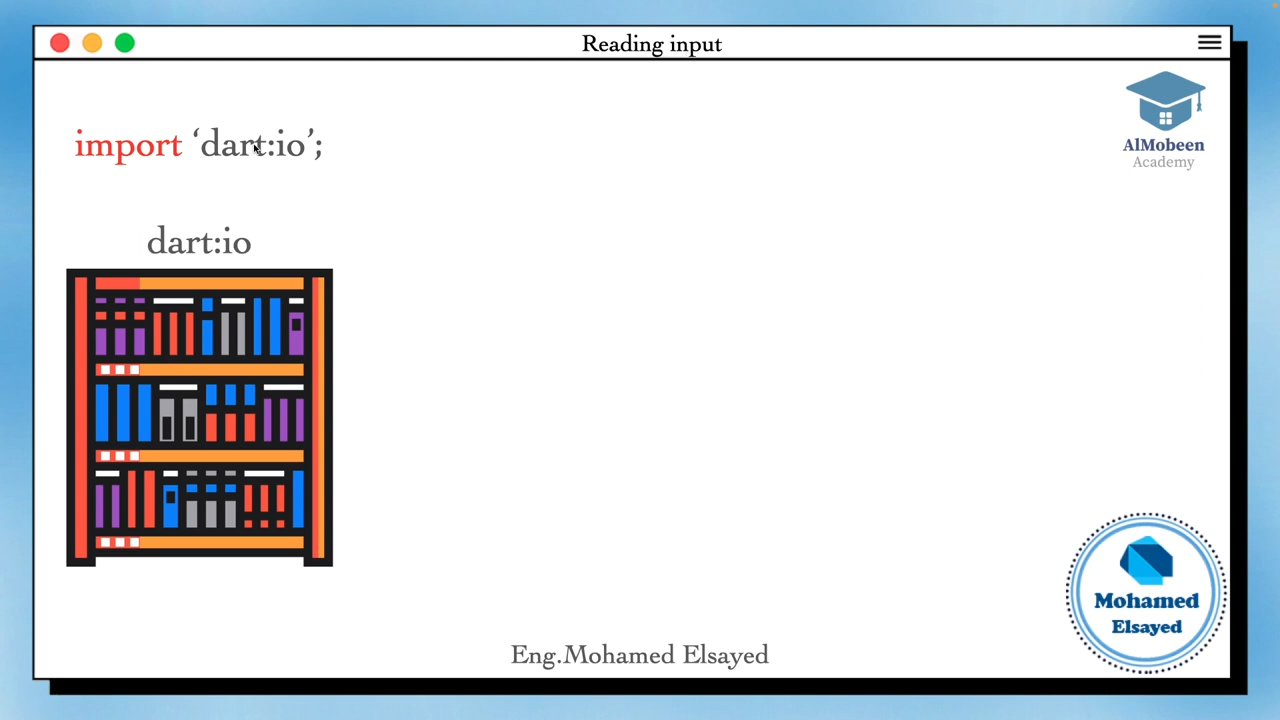 Reading input
import ‘dart:io’;
AlMobeen
Academy
dart:io
Mohamed
Elsayed
Eng.Mohamed Elsayed